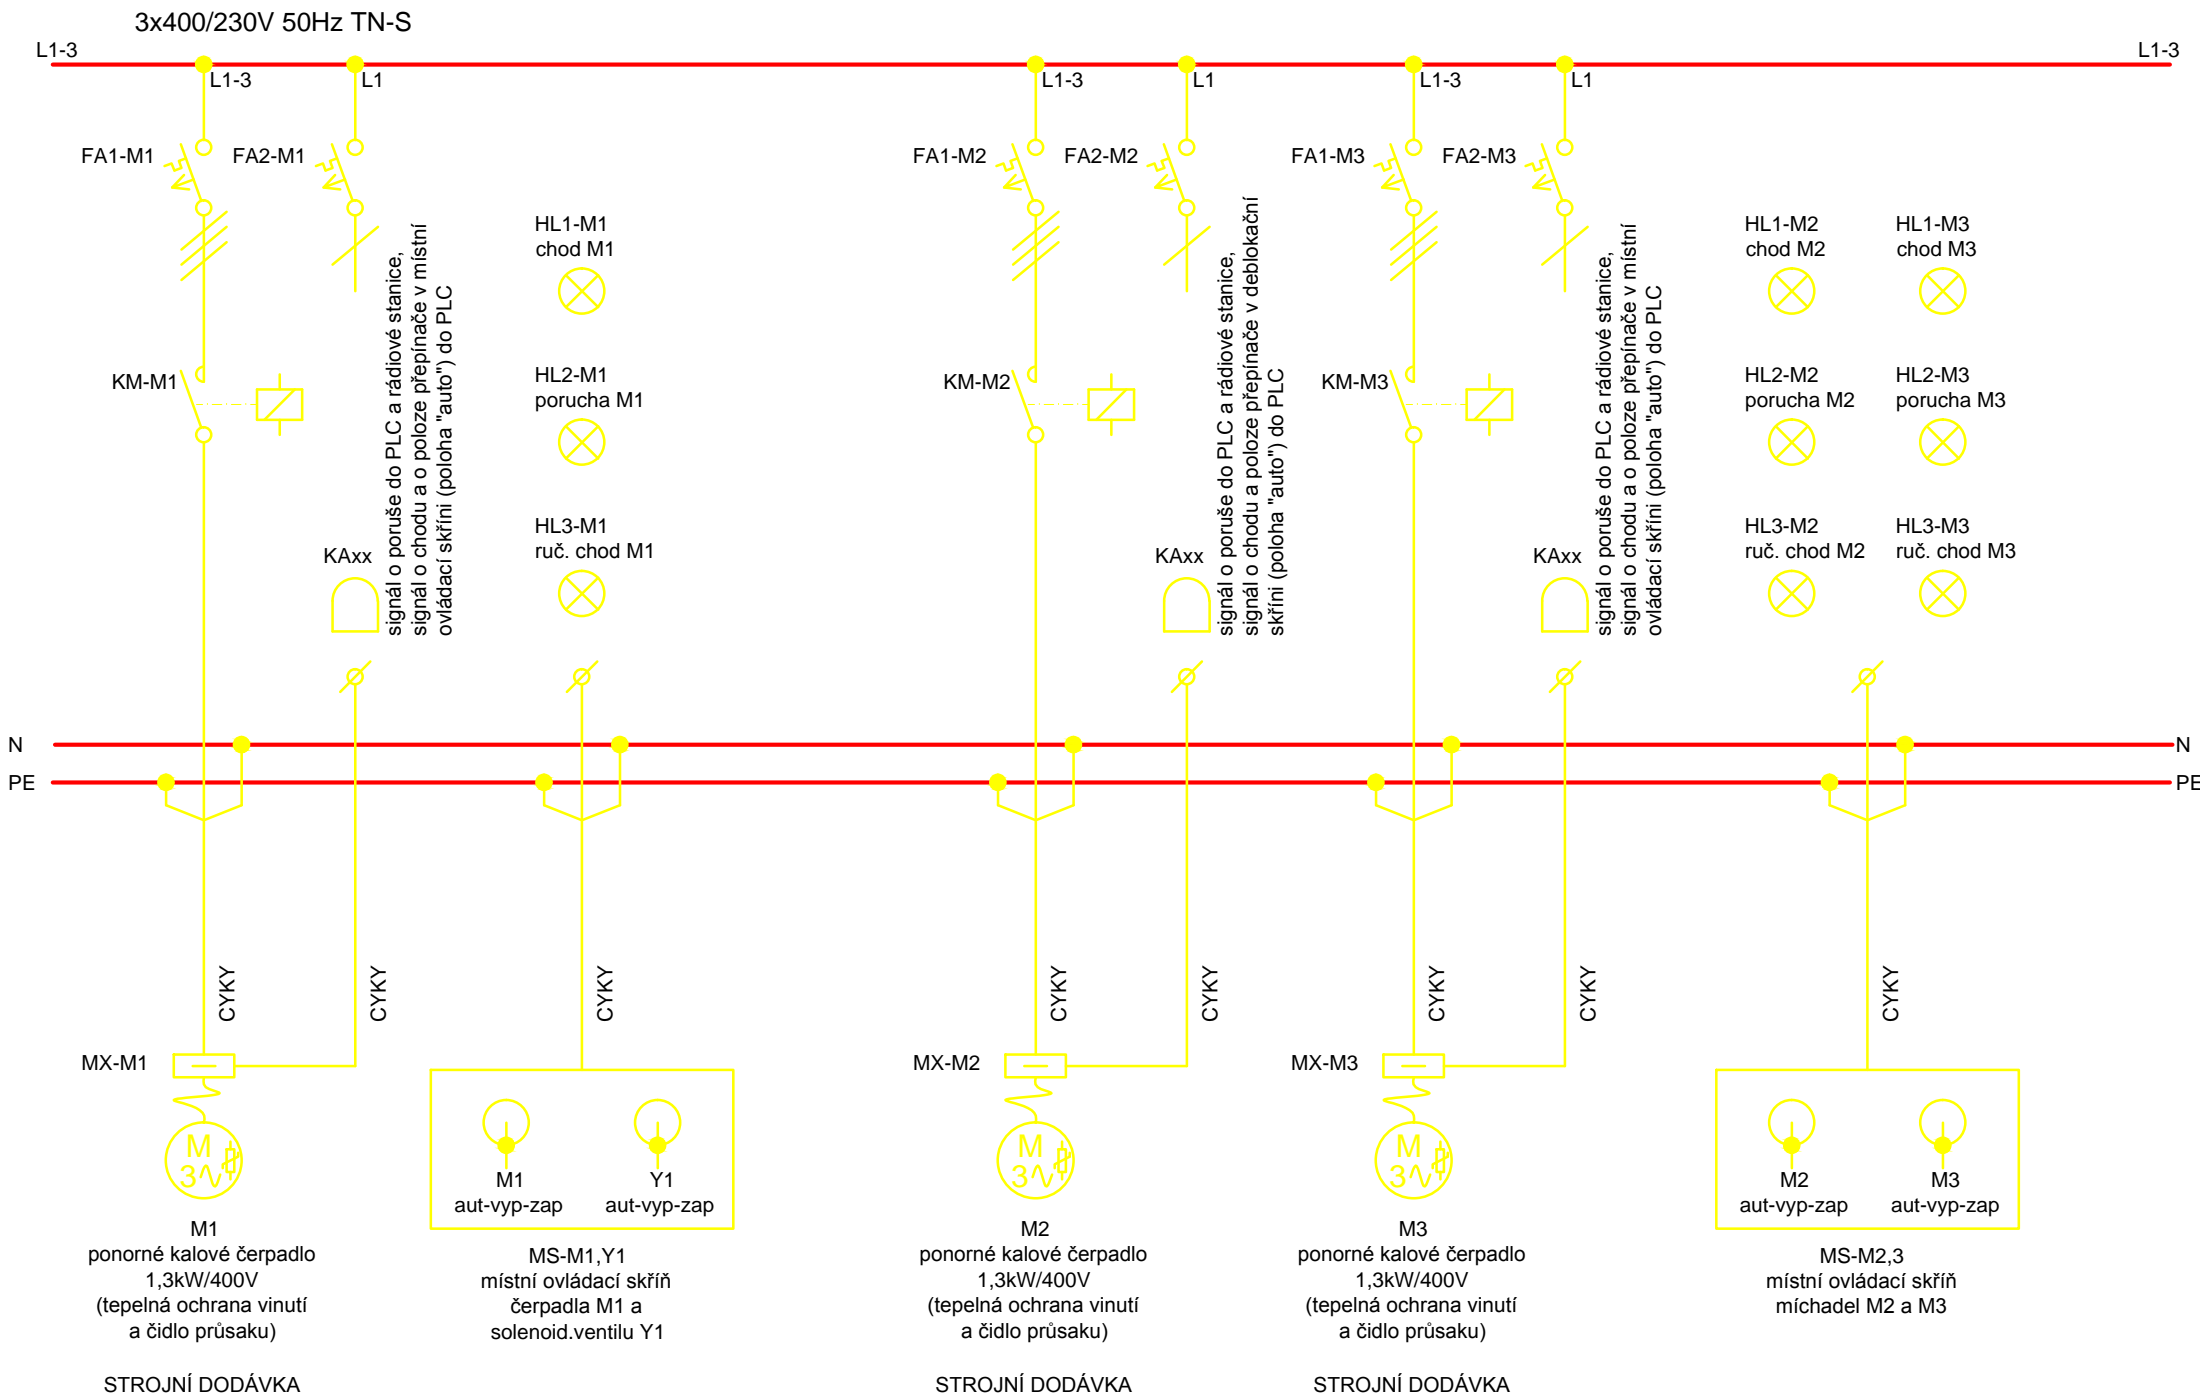 3x400/230V 50Hz TN-S
L1-3
L1-3
L1-3
L1
L1-3
L1
L1-3
L1
FA1-M1
FA2-M1
FA1-M2
FA2-M2
FA1-M3
FA2-M3
HL1-M1
chod M1
HL1-M2
chod M2
HL1-M3
chod M3
KM-M1
HL2-M1
porucha M1
KM-M2
KM-M3
HL2-M2
porucha M2
HL2-M3
porucha M3
HL3-M1
ruč. chod M1
HL3-M2
ruč. chod M2
HL3-M3
ruč. chod M3
KAxx
signál o poruše do PLC a rádiové stanice,
signál o chodu a o poloze přepínače v místní
ovládací skříni (poloha "auto") do PLC
KAxx
signál o poruše do PLC a rádiové stanice,
signál o chodu a poloze přepínače v deblokační
skříni (poloha "auto") do PLC
KAxx
signál o poruše do PLC a rádiové stanice,
signál o chodu a o poloze přepínače v místní
ovládací skříni (poloha "auto") do PLC
N
N
PE
PE
CYKY
CYKY
CYKY
CYKY
CYKY
CYKY
CYKY
CYKY
MX-M1
MX-M2
MX-M3
M
3
M
3
M
3
M1
aut-vyp-zap
Y1
aut-vyp-zap
M2
aut-vyp-zap
M3
aut-vyp-zap
M1
ponorné kalové čerpadlo
1,3kW/400V
(tepelná ochrana vinutí
a čidlo průsaku)
STROJNÍ DODÁVKA
MS-M1,Y1
místní ovládací skříň
čerpadla M1 a
solenoid.ventilu Y1
M2
ponorné kalové čerpadlo
1,3kW/400V
(tepelná ochrana vinutí
a čidlo průsaku)
STROJNÍ DODÁVKA
M3
ponorné kalové čerpadlo
1,3kW/400V
(tepelná ochrana vinutí
a čidlo průsaku)
STROJNÍ DODÁVKA
MS-M2,3
místní ovládací skříň
míchadel M2 a M3